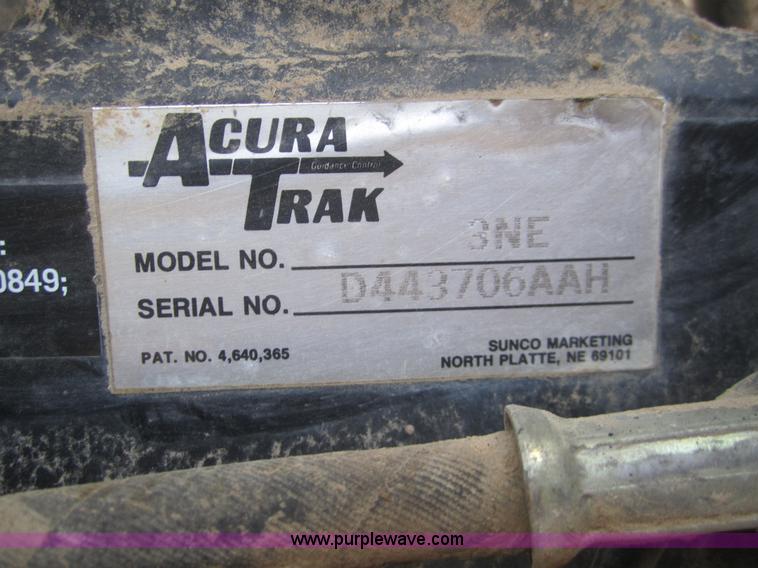 ACURA
Guidance Control
TRAK
MODEL NO. 3NE
SERIAL NO. D443706AAH
PAT. NO. 4,640,365
SUNCO MARKETING
NORTH PLATTE, NE 69101
:
0849;
www.purplewave.com